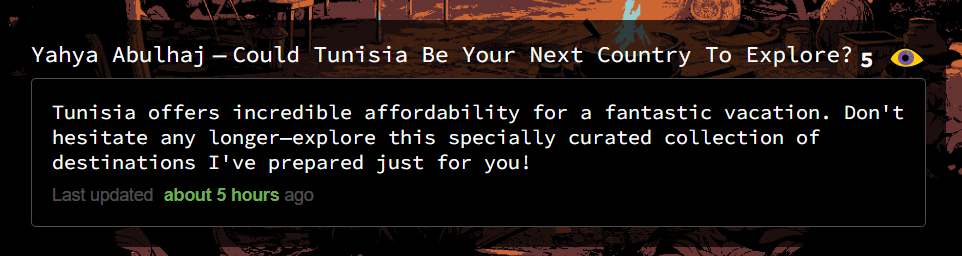 Yahya Abulhaj — Could Tunisia Be Your Next Country To Explore? 5
Tunisia offers incredible affordability for a fantastic vacation. Don't
hesitate any longer—explore this specially curated collection of
destinations I've prepared just for you!
Last updated about 5 hours ago